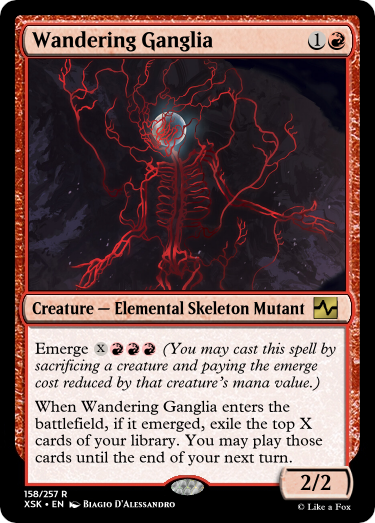 Wandering Ganglia 1
Creature — Elemental Skeleton Mutant
Emerge X (You may cast this spell by
sacrificing a creature and paying the emerge
cost reduced by that creature's mana value.)
When Wandering Ganglia enters the
battlefield, if it emerged, exile the top X
cards of your library. You may play those
cards until the end of your next turn.
2/2
158/257 R
XSK • EN Biagio D'Alessandro
© Like a Fox